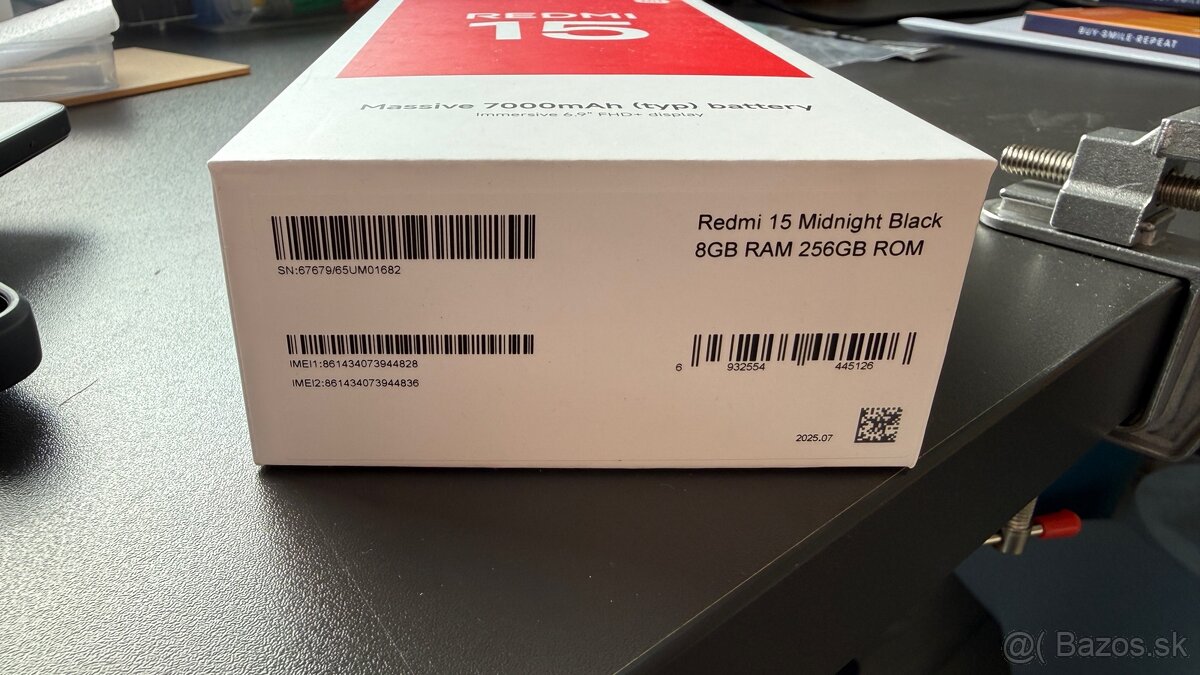 REDMI
15
Massive 7000mAh (typ) battery
Immersive 6.9" FHD+ display
SN:67679/65UM01682
Redmi 15 Midnight Black
8GB RAM 256GB ROM
IMEI1:861434073944828
IMEI2:861434073944836
6 932554 445126
2025.07
BUY·SMILE·REPEAT
@( Bazos.sk